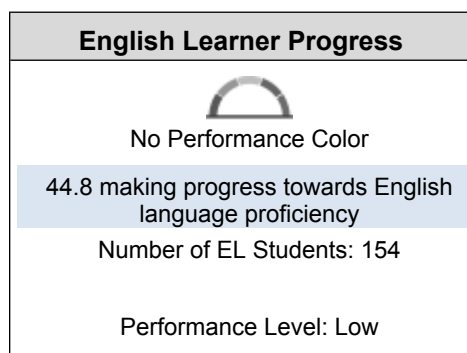 English Learner Progress
No Performance Color
44.8 making progress towards English
language proficiency
Number of EL Students: 154
Performance Level: Low